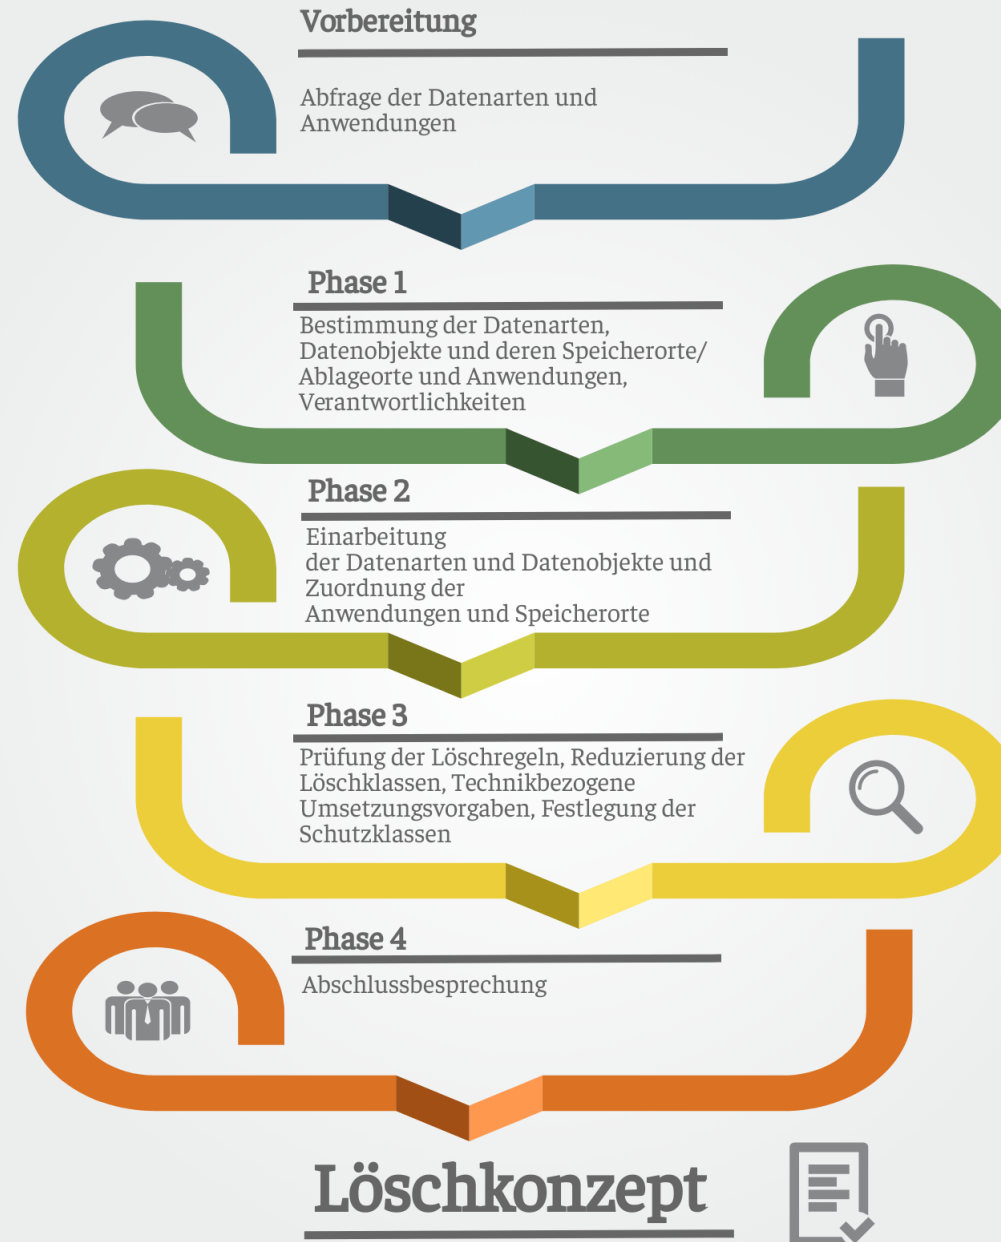 Vorbereitung
Abfrage der Datenarten und
Anwendungen
Phase 1
Bestimmung der Datenarten,
Datenobjekte und deren Speicherorte/
Ablageorte und Anwendungen,
Verantwortlichkeiten
Phase 2
Einarbeitung
der Datenarten und Datenobjekte und
Zuordnung der
Anwendungen und Speicherorte
Phase 3
Prüfung der Löschregeln, Reduzierung der
Löschklassen, Technikbezogene
Umsetzungsvorgaben, Festlegung der
Schutzklassen
Phase 4
Abschlussbesprechung
Löschkonzept